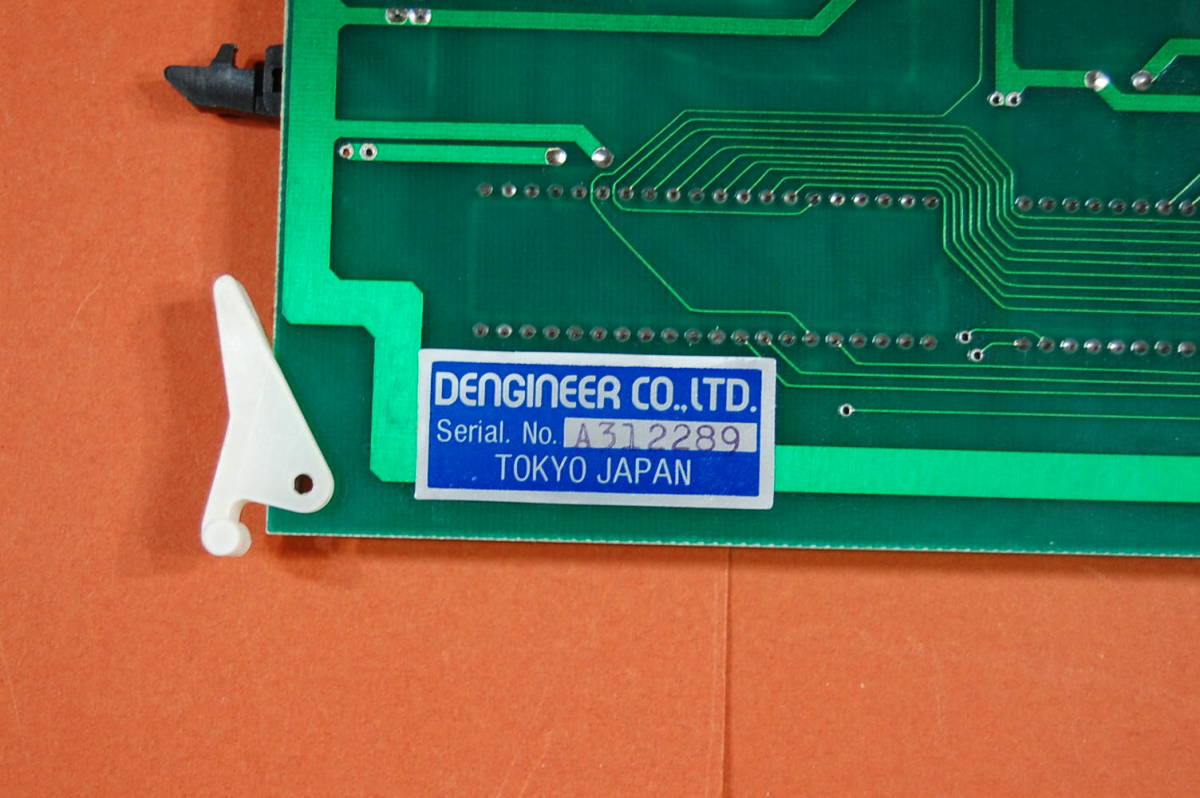 DENGINEER CO., LTD.
Serial. No. A312289
TOKYO JAPAN